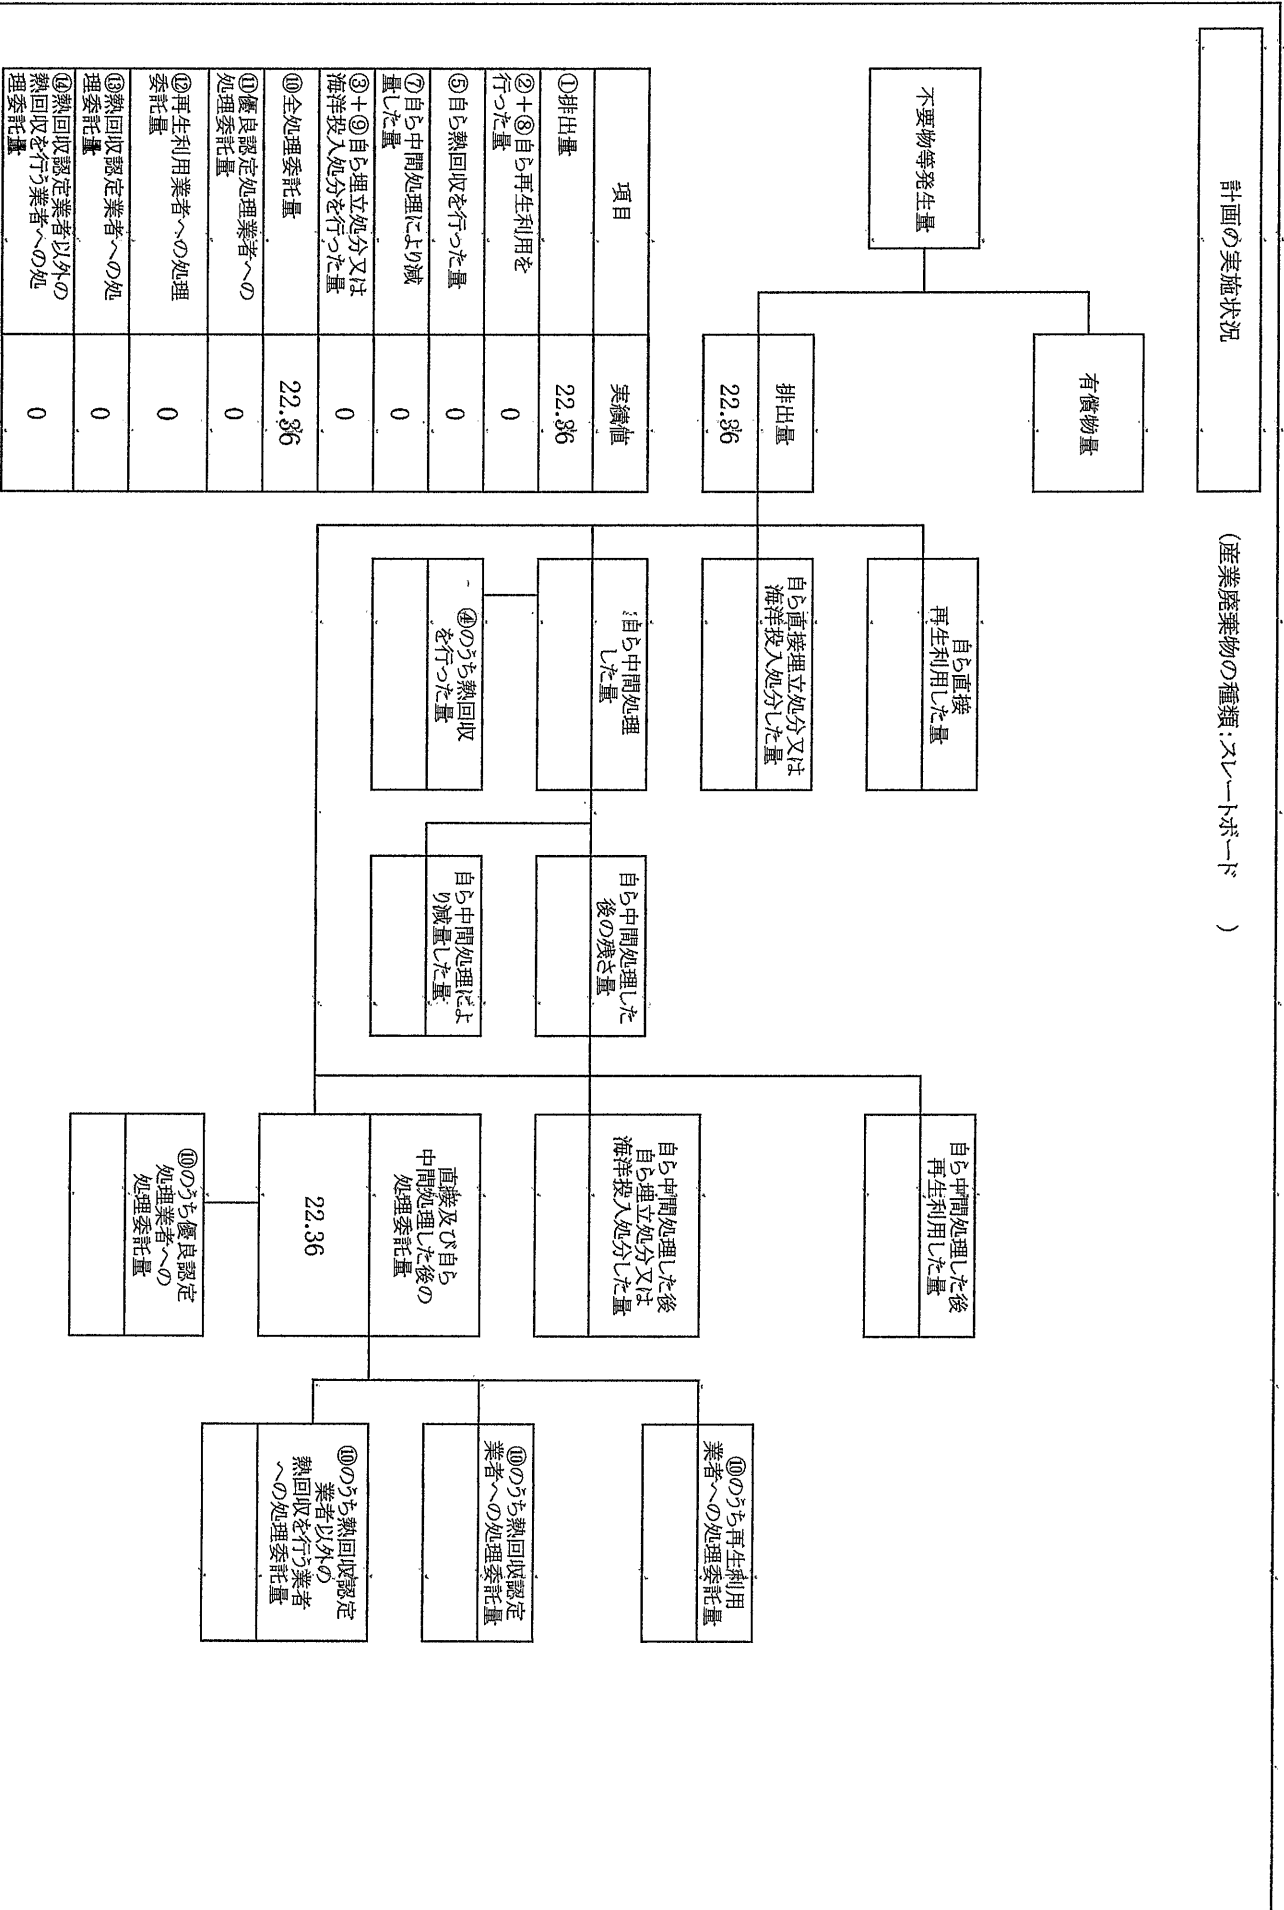 計画の実施状況
(産業廃棄物の種類:スレートボード )
有償物量
不要物等発生量
排出量
22.36
自ら直接
再生利用した量
自ら直接埋立処分又は
海洋投入処分した量
自ら中間処理
した量
④のうち熱回収
を行った量
自ら中間処理した
後の残さ量
自ら中間処理によ
り減量した量
自ら中間処理した後
再生利用した量
自ら中間処理した後
自ら埋立処分又は
海洋投入処分した量
直接及び自ら
中間処理した後の
処理委託量
22.36
⑩のうち優良認定
処理業者への
処理委託量
⑩のうち再生利用
業者への処理委託量
⑩のうち熱回収認定
業者への処理委託量
⑩のうち熱回収認定
業者以外の
熱回収を行う業者
への処理委託量
項目 実績値
①排出量 22.36
②+⑧自ら再生利用を
行った量 0
⑤自ら熱回収を行った量 0
⑦自ら中間処理により減
量した量 0
③+⑨自ら埋立処分又は
海洋投入処分を行った量 0
⑩全処理委託量 22.36
⑪優良認定処理業者への
処理委託量 0
⑫再生利用業者への処理
委託量 0
⑬熱回収認定業者への処
理委託量 0
⑭熱回収認定業者以外の
熱回収を行う業者への処
理委託量 0